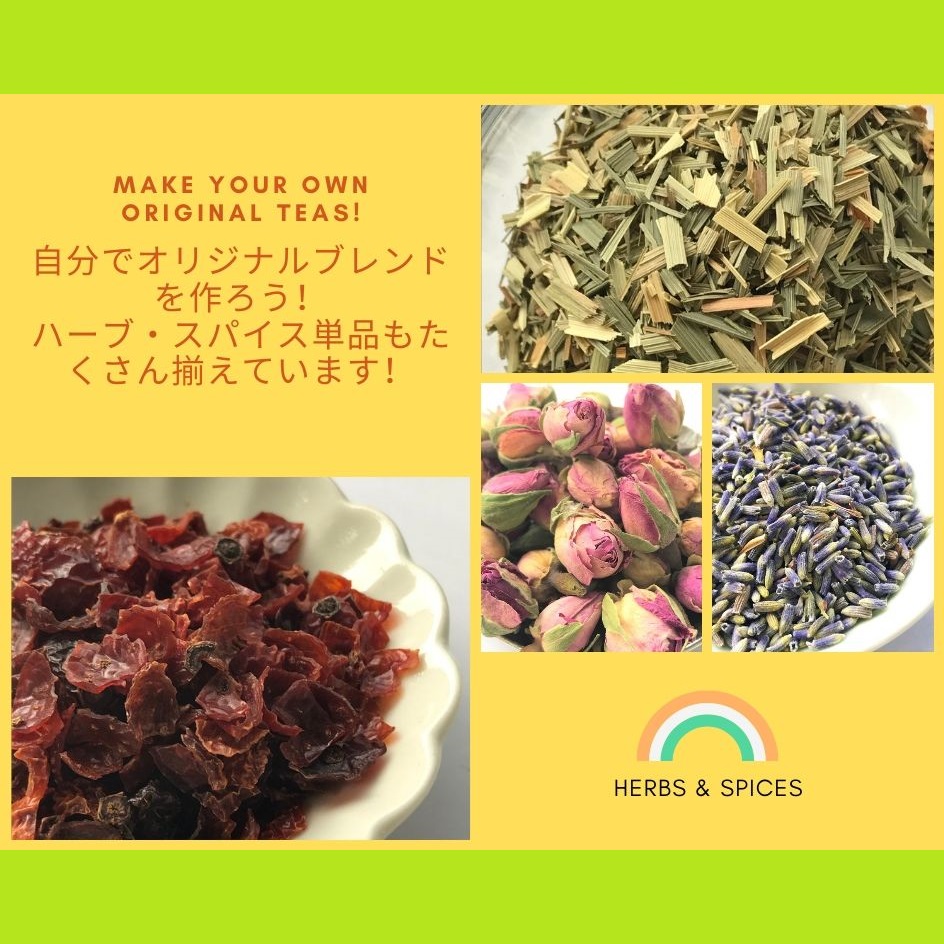 MAKE YOUR OWN
ORIGINAL TEAS!
自分でオリジナルブレンド
を作ろう！
ハーブ・スパイス単品もた
くさん揃えています！
HERBS & SPICES